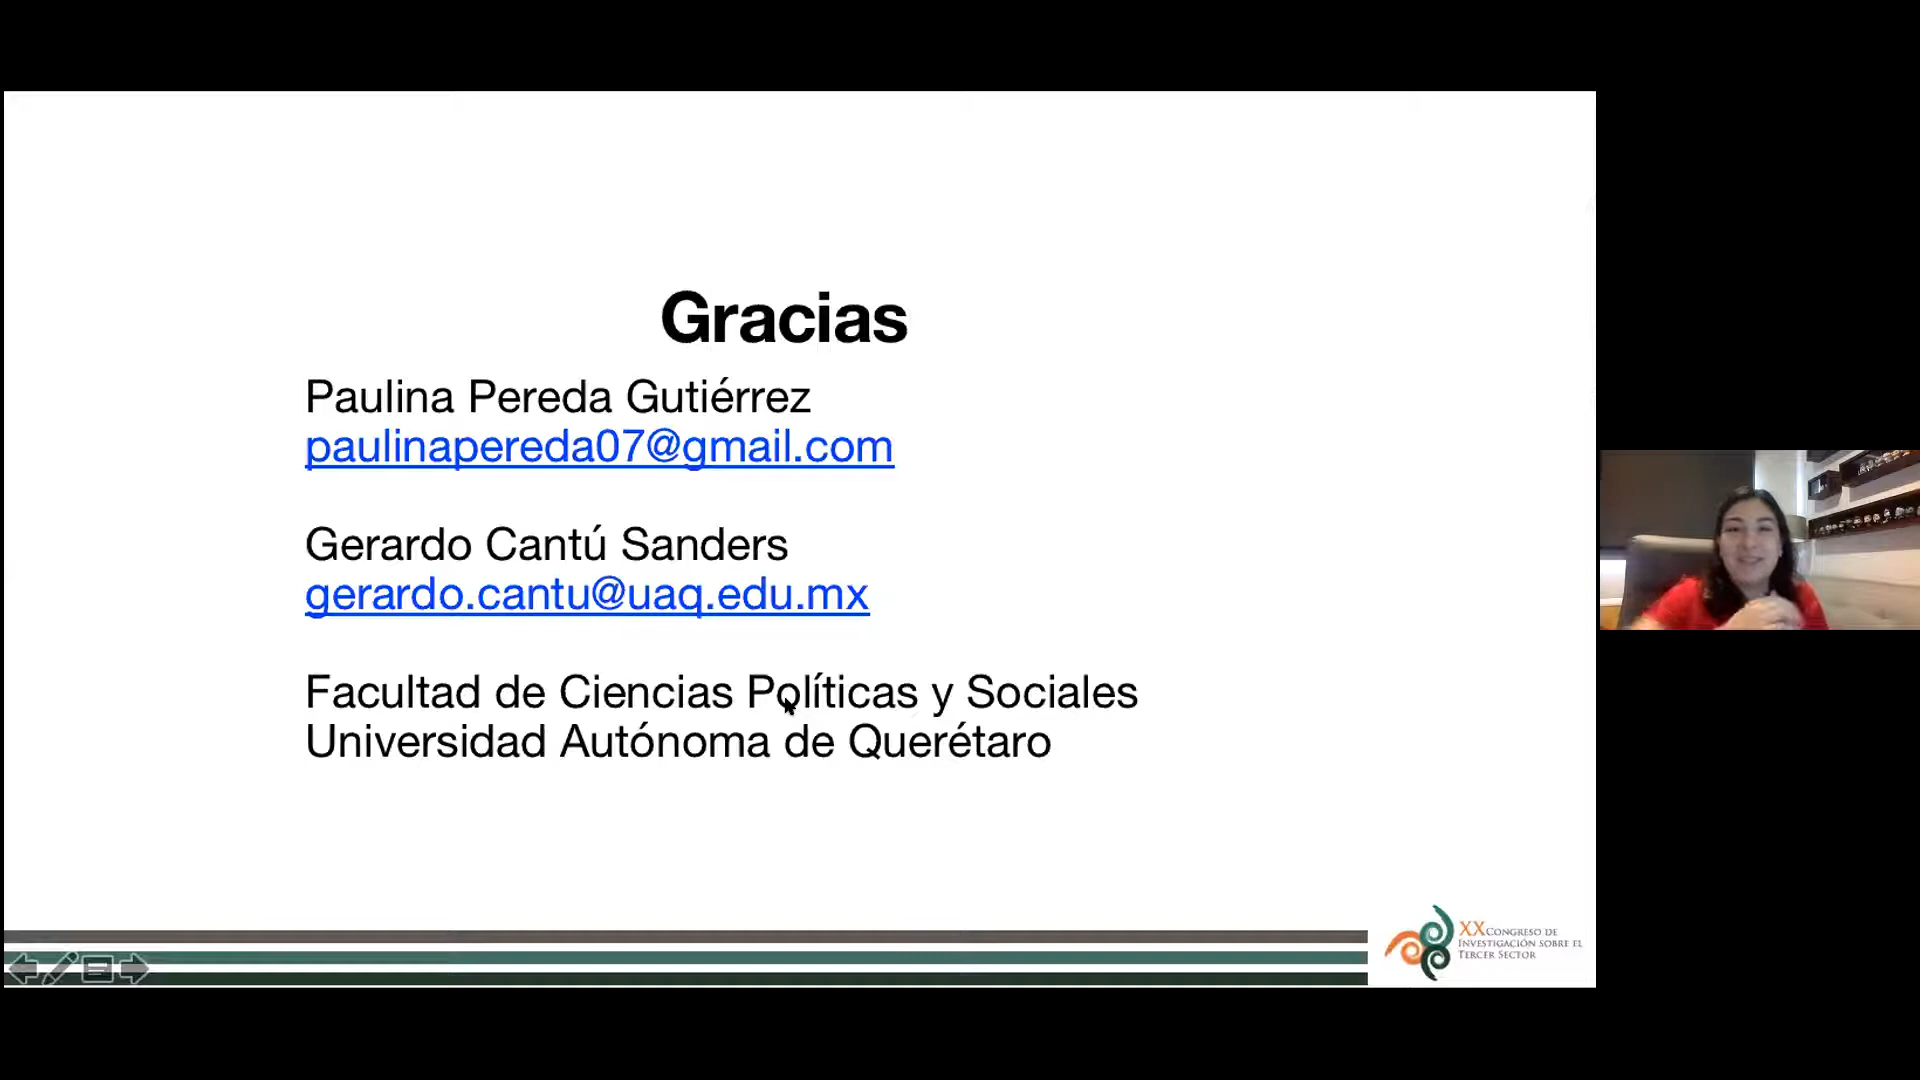 Gracias
Paulina Pereda Gutiérrez
paulinapereda07@gmail.com
Gerardo Cantú Sanders
gerardo.cantu@uaq.edu.mx
Facultad de Ciencias Políticas y Sociales
Universidad Autónoma de Querétaro
XX CONGRESO DE
INVESTIGACIÓN SOBRE EL
TERCER SECTOR